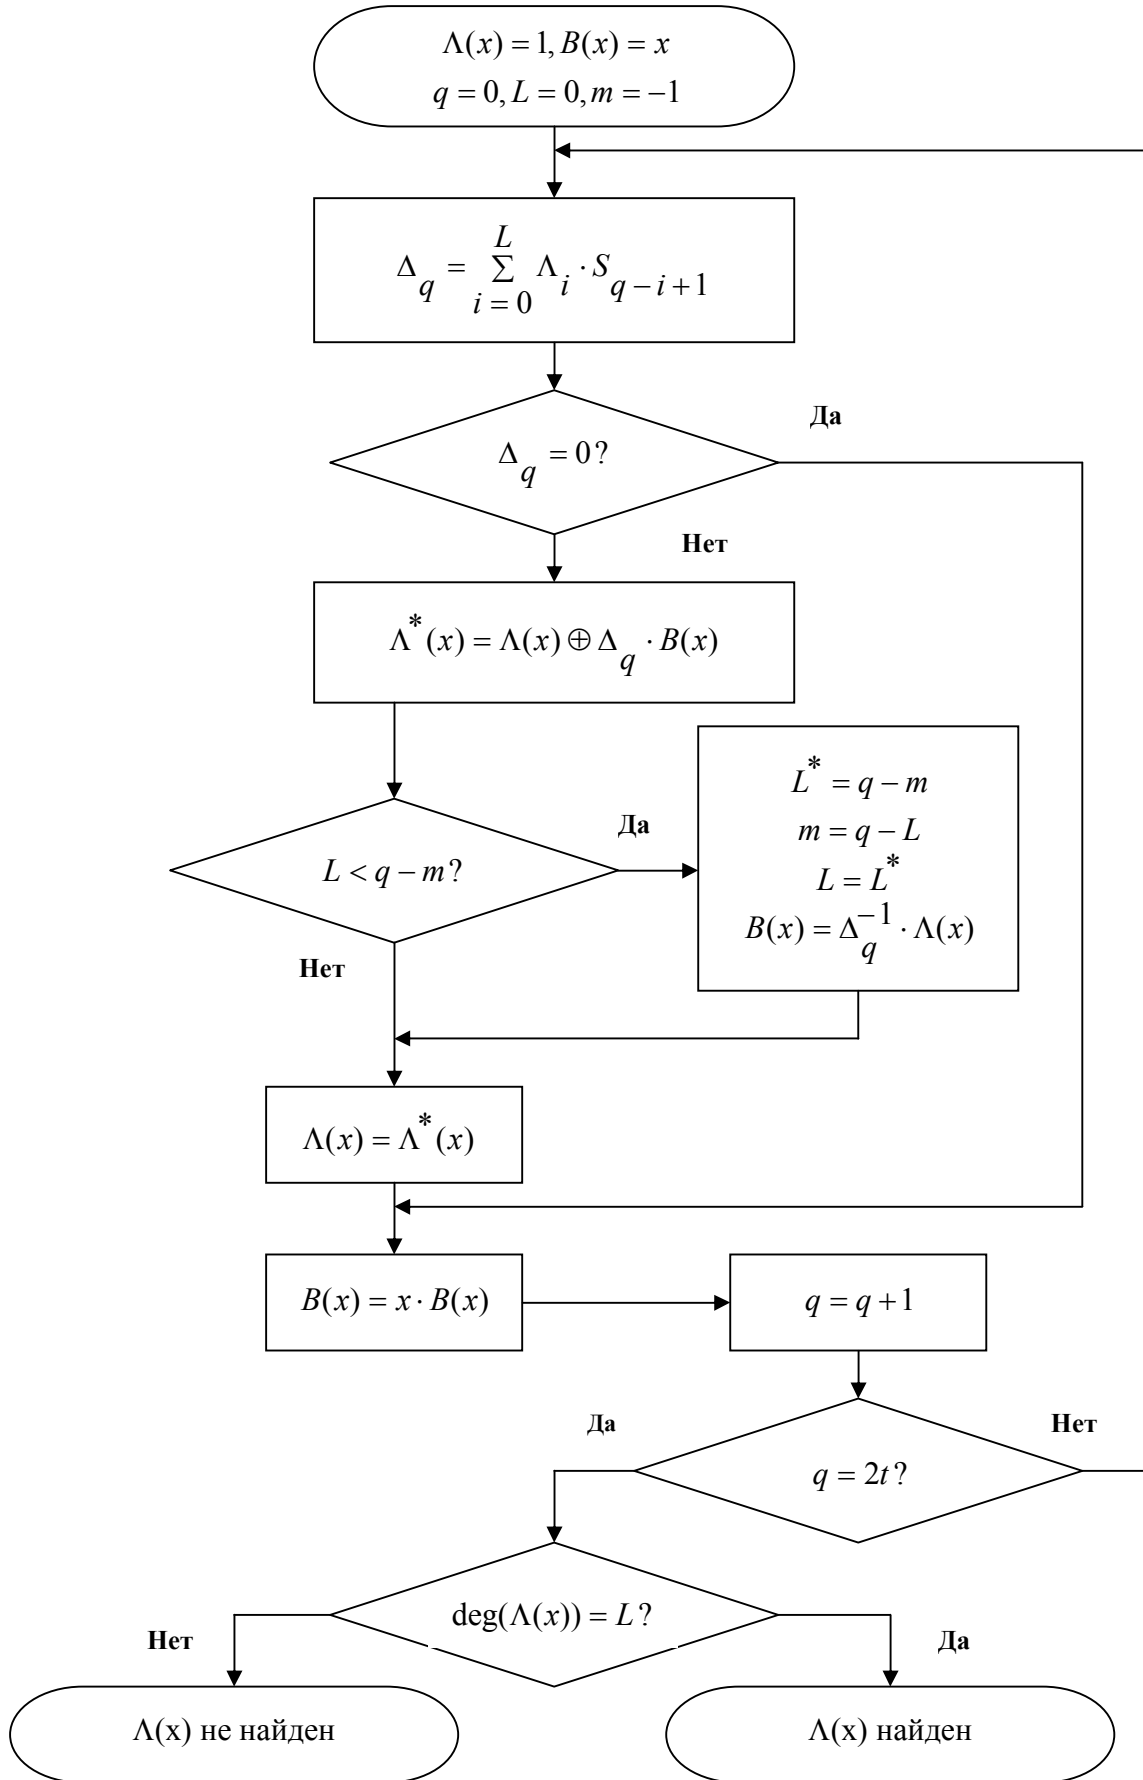 Λ(x) = 1, B(x) = x
q = 0, L = 0, m = −1
Δ_q = ∑_{i = 0}^{L} Λ_i · S_{q − i + 1}
Да
Δ_q = 0?
Нет
Λ*(x) = Λ(x) ⊕ Δ_q · B(x)
L* = q − m
m = q − L
L = L*
B(x) = Δ_q^{−1} · Λ(x)
Да
L < q − m?
Нет
Λ(x) = Λ*(x)
B(x) = x · B(x)
q = q + 1
Да
Нет
q = 2t?
deg(Λ(x)) = L?
Нет
Да
Λ(x) не найден
Λ(x) найден